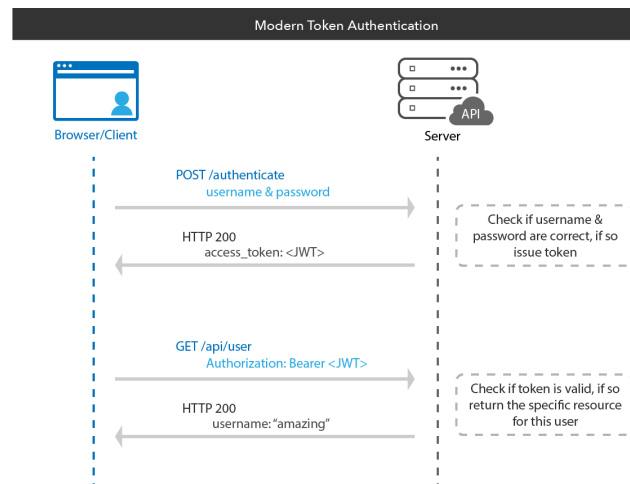 Modern Token Authentication
API
Browser/Client
Server
POST /authenticate
username & password
Check if username &
password are correct, if so
issue token
HTTP 200
access_token: <JWT>
GET /api/user
Authorization: Bearer <JWT>
Check if token is valid, if so
return the specific resource
for this user
HTTP 200
username: “amazing”